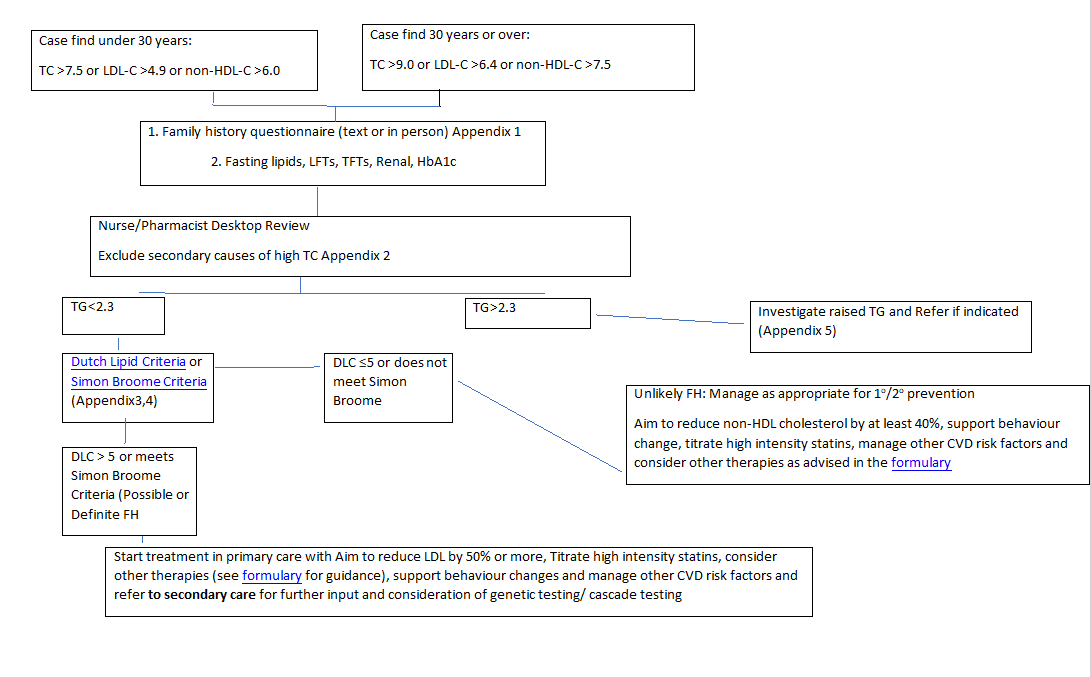 Case find under 30 years:
TC >7.5 or LDL-C >4.9 or non-HDL-C >6.0
Case find 30 years or over:
TC >9.0 or LDL-C >6.4 or non-HDL-C >7.5
1. Family history questionnaire (text or in person) Appendix 1
2. Fasting lipids, LFTs, TFTs, Renal, HbA1c
Nurse/Pharmacist Desktop Review
Exclude secondary causes of high TC Appendix 2
TG<2.3
TG>2.3
Investigate raised TG and Refer if indicated
(Appendix 5)
Dutch Lipid Criteria or
Simon Broome Criteria
(Appendix3,4)
DLC ≤5 or does not
meet Simon
Broome
Unlikely FH: Manage as appropriate for 1°/2° prevention
Aim to reduce non-HDL cholesterol by at least 40%, support behaviour
change, titrate high intensity statins, manage other CVD risk factors and
consider other therapies as advised in the formulary
DLC > 5 or meets
Simon Broome
Criteria (Possible or
Definite FH
Start treatment in primary care with Aim to reduce LDL by 50% or more, Titrate high intensity statins, consider
other therapies (see formulary for guidance), support behaviour changes and manage other CVD risk factors and
refer to secondary care for further input and consideration of genetic testing/ cascade testing